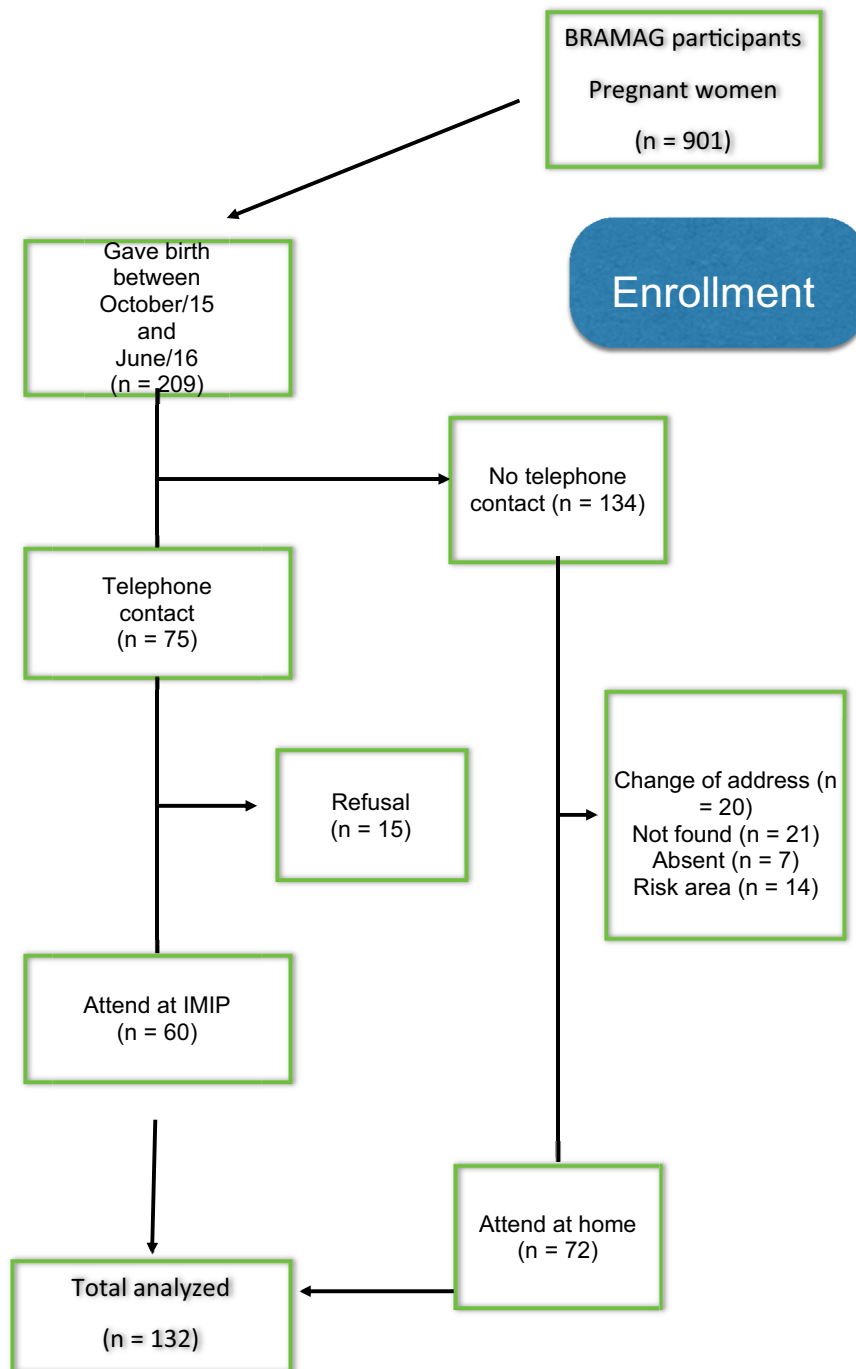 BRAMAG participants
Pregnant women
(n = 901)
Enrollment
Gave birth
between
October/15
and
June/16
(n = 209)
No telephone
contact (n = 134)
Telephone
contact
(n = 75)
Refusal
(n = 15)
Change of address (n
= 20)
Not found (n = 21)
Absent (n = 7)
Risk area (n = 14)
Attend at IMIP
(n = 60)
Attend at home
(n = 72)
Total analyzed
(n = 132)